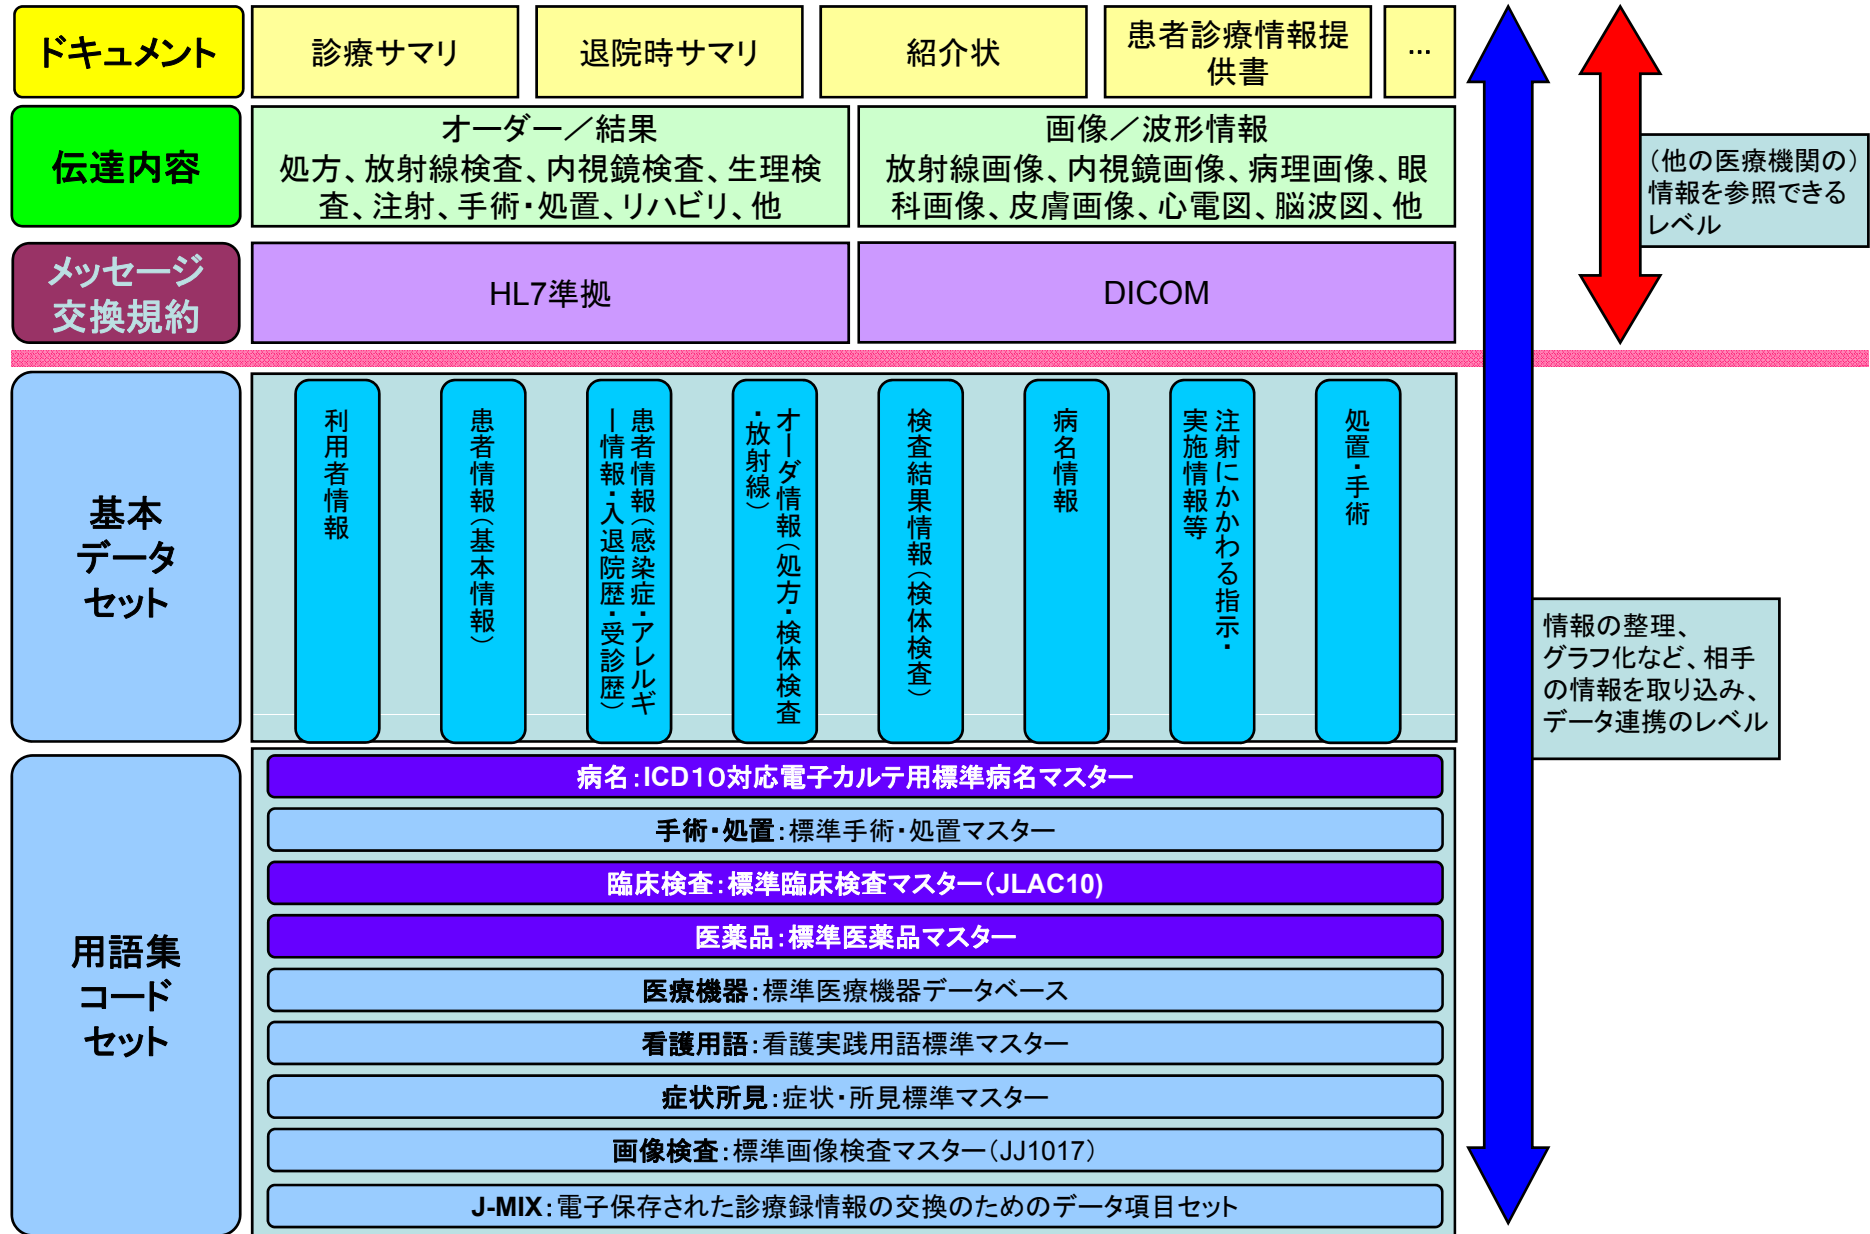 ドキュメント
診療サマリ
退院時サマリ
紹介状
患者診療情報提
供書
…
伝達内容
オーダー／結果
処方、放射線検査、内視鏡検査、生理検
査、注射、手術・処置、リハビリ、他
画像／波形情報
放射線画像、内視鏡画像、病理画像、眼
科画像、皮膚画像、心電図、脳波図、他
（他の医療機関の）
情報を参照できる
レベル
メッセージ
交換規約
HL7準拠
DICOM
基本
データ
セット
利用者情報
患者情報（基本情報）
患者情報（感染症・アレルギ
ー情報・入退院歴・受診歴）
オーダ情報（処方・検体検査
・放射線）
検査結果情報（検体検査）
病名情報
注射にかかわる指示・
実施情報等
処置・手術
情報の整理、
グラフ化など、相手
の情報を取り込み、
データ連携のレベル
用語集
コード
セット
病名：ICD１０対応電子カルテ用標準病名マスター
手術・処置：標準手術・処置マスター
臨床検査：標準臨床検査マスター（JLAC10)
医薬品：標準医薬品マスター
医療機器：標準医療機器データベース
看護用語：看護実践用語標準マスター
症状所見：症状・所見標準マスター
画像検査：標準画像検査マスター（JJ1017）
J-MIX：電子保存された診療録情報の交換のためのデータ項目セット